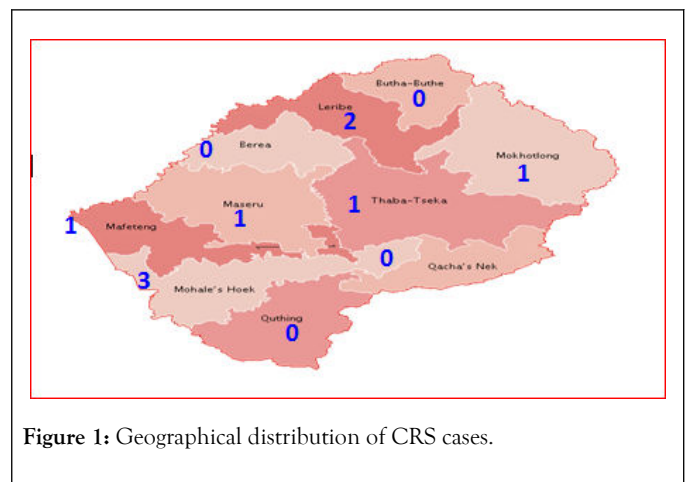 Butha-Buthe
0
Leribe
2
Berea
0
Mokhotlong
1
Thaba-Tseka
1
Maseru
1
Mafeteng
1
0
Qacha's Nek
3
Mohale's Hoek
Quthing
0
Figure 1: Geographical distribution of CRS cases.